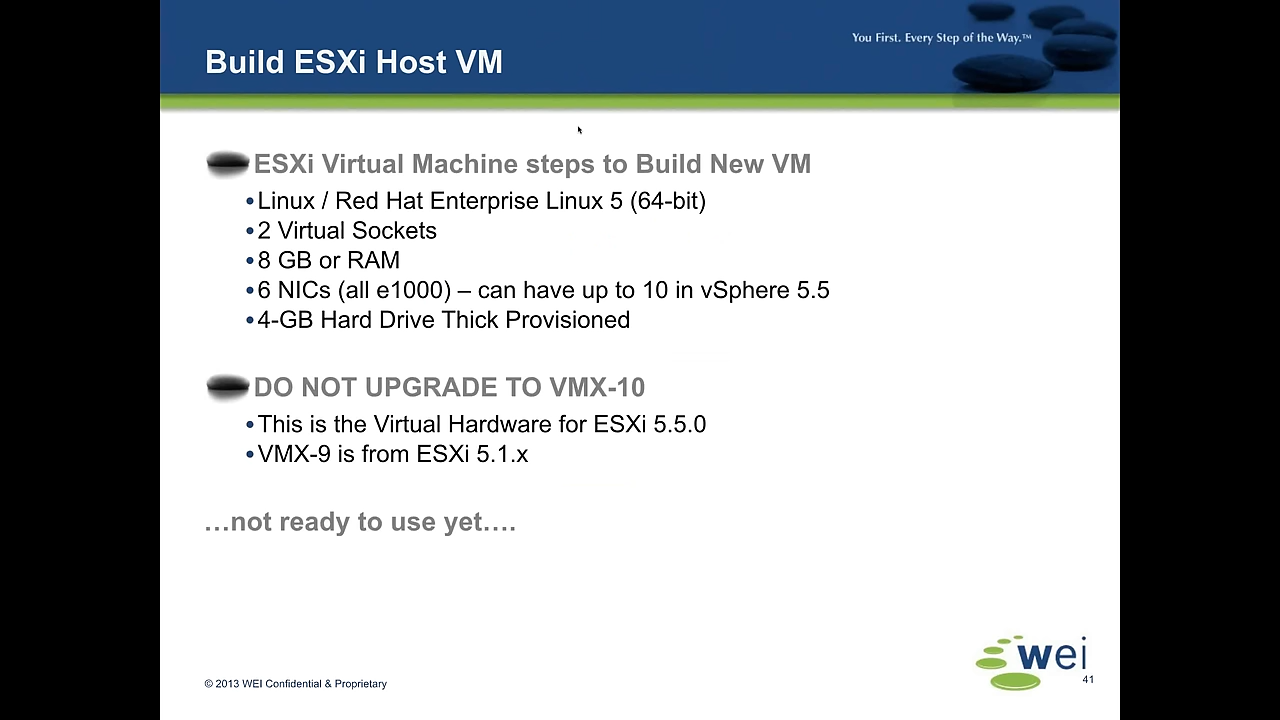 You First. Every Step of the Way.™
Build ESXi Host VM
ESXi Virtual Machine steps to Build New VM
•Linux / Red Hat Enterprise Linux 5 (64-bit)
•2 Virtual Sockets
•8 GB or RAM
•6 NICs (all e1000) – can have up to 10 in vSphere 5.5
•4-GB Hard Drive Thick Provisioned
DO NOT UPGRADE TO VMX-10
•This is the Virtual Hardware for ESXi 5.5.0
•VMX-9 is from ESXi 5.1.x
…not ready to use yet….
wei
© 2013 WEI Confidential & Proprietary
41